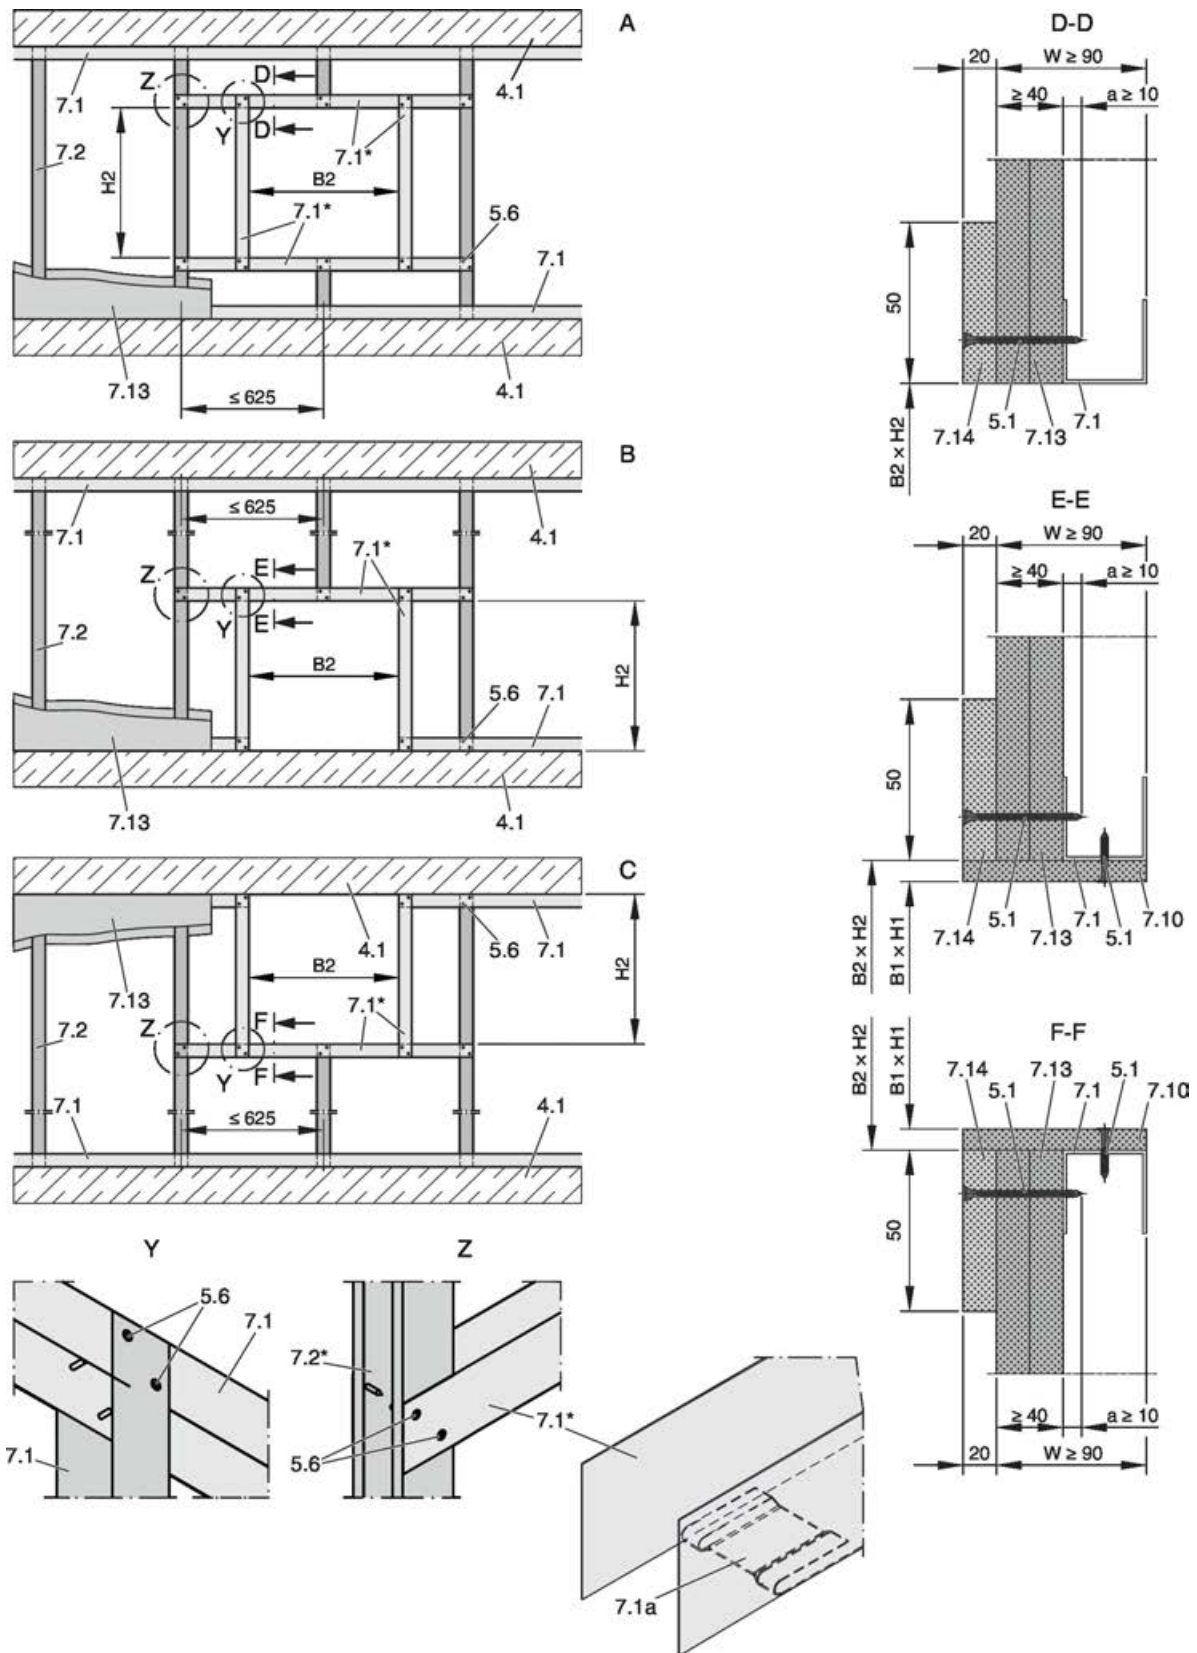 A
4.1
7.1
Z
D
Y
D
7.1*
7.2
H2
B2
7.1*
5.6
7.1
7.13
4.1
≤ 625
B
≤ 625
7.1
4.1
Z
E
7.1*
Y
E
7.2
B2
H2
5.6
7.1
7.13
4.1
C
4.1
5.6
7.1
7.13
B2
H2
7.2
Z
F
7.1*
Y
F
7.1
≤ 625
4.1
Y
5.6
7.1
7.1
Z
7.2*
7.1*
5.6
7.1a
D-D
20
W ≥ 90
≥ 40
a ≥ 10
50
7.14
5.1
7.13
7.1
B2 × H2
E-E
20
W ≥ 90
≥ 40
a ≥ 10
50
7.14
5.1
7.13
7.1
5.1
7.10
B2 × H2
B1 × H1
F-F
B2 × H2
B1 × H1
7.14
5.1
7.13
7.1
5.1
7.10
50
≥ 40
a ≥ 10
20
W ≥ 90